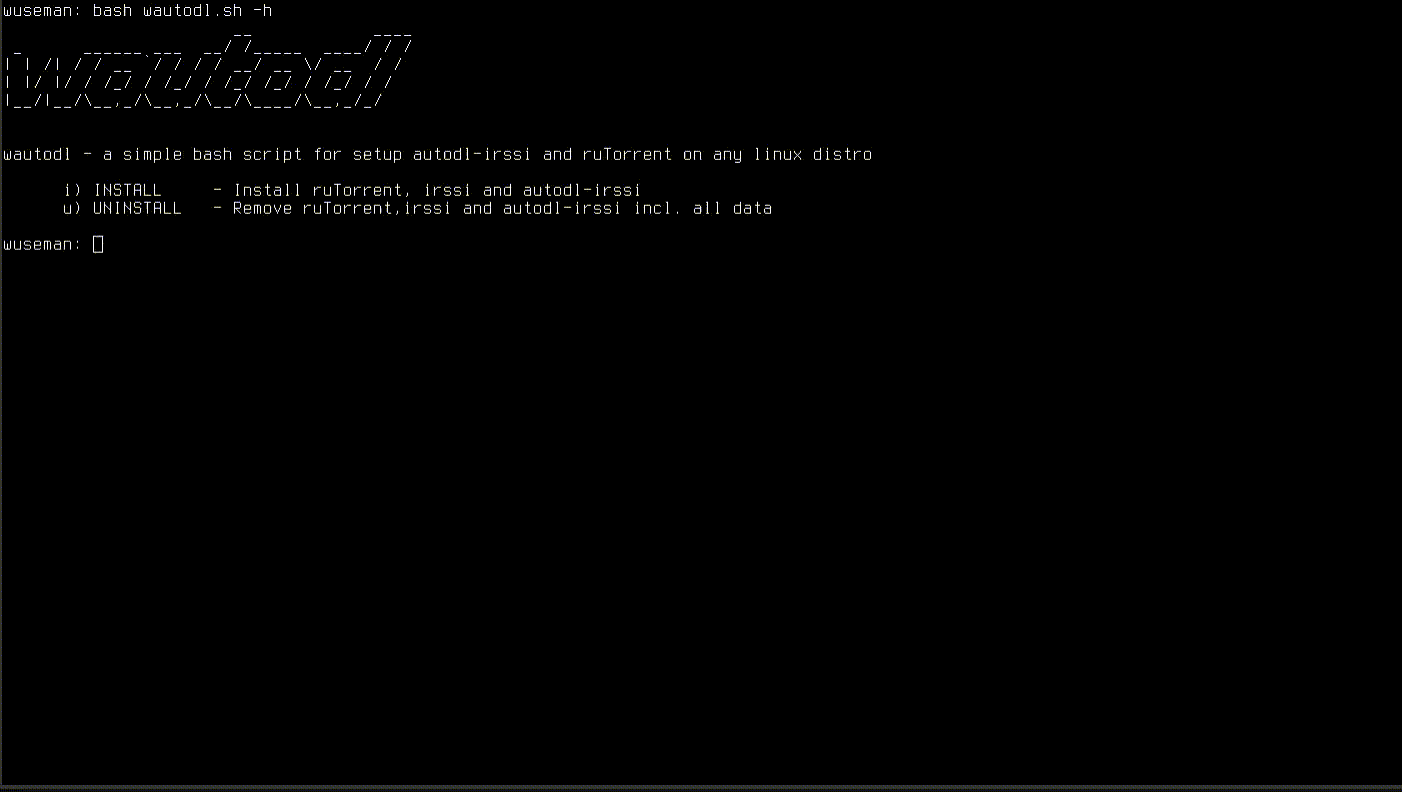 wuseman: bash wautodl.sh -h
wautodl
wautodl - a simple bash script for setup autodl-irssi and ruTorrent on any linux distro
i) INSTALL - Install ruTorrent, irssi and autodl-irssi
u) UNINSTALL - Remove ruTorrent,irssi and autodl-irssi incl. all data
wuseman: